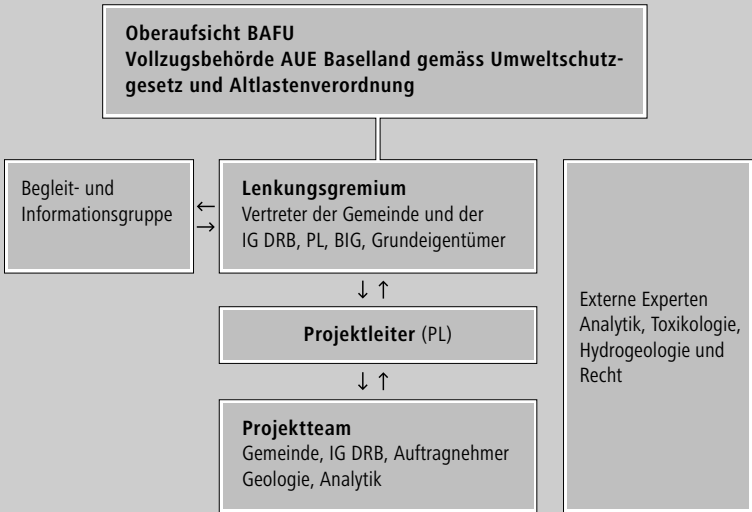 Oberaufsicht BAFU
Vollzugsbehörde AUE Baselland gemäss Umweltschutz-
gesetz und Altlastenverordnung
Begleit- und
Informationsgruppe
←
→
Lenkungsgremium
Vertreter der Gemeinde und der
IG DRB, PL, BIG, Grundeigentümer
↓ ↑
Projektleiter (PL)
↓ ↑
Projektteam
Gemeinde, IG DRB, Auftragnehmer
Geologie, Analytik
Externe Experten
Analytik, Toxikologie,
Hydrogeologie und
Recht